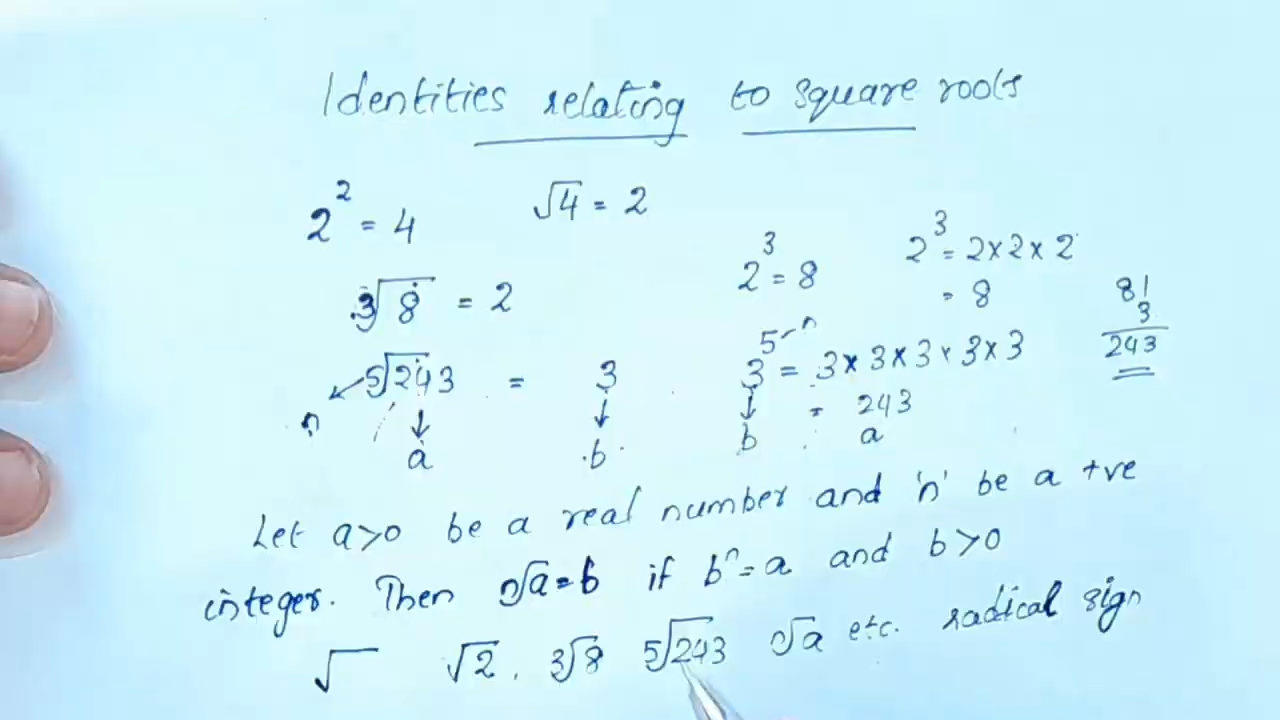 Identities relating to square roots
2² = 4 √4 = 2
³√8 = 2 2³ = 8 2³ = 2×2×2
= 8
81
3
243
⁵√243 = 3 3⁵ = 3×3×3×3×3
n n
= 243
a b b a
Let a>0 be a real number and 'n' be a +ve
integer. Then ⁿ√a = b if bⁿ = a and b>0
√ √2, ³√8 ⁵√243 ⁿ√a etc. radical sign